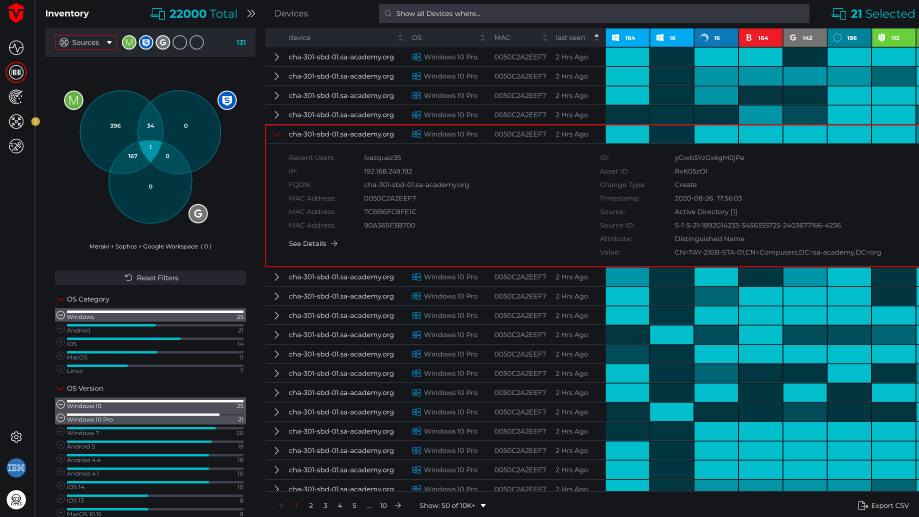 Inventory
22000 Total
Devices
Show all Devices where...
21 Selected
Sources
M
S
G
131
device
OS
MAC
last seen
164
16
16
B 164
G 142
186
112
cha-301-sbd-01.sa-academy.org Windows 10 Pro 0050C2A2EEF7 2 Hrs Ago
cha-301-sbd-01.sa-academy.org Windows 10 Pro 0050C2A2EEF7 2 Hrs Ago
cha-301-sbd-01.sa-academy.org Windows 10 Pro 0050C2A2EEF7 2 Hrs Ago
cha-301-sbd-01.sa-academy.org Windows 10 Pro 0050C2A2EEF7 2 Hrs Ago
cha-301-sbd-01.sa-academy.org Windows 10 Pro 0050C2A2EEF7 2 Hrs Ago
Recent Users: lvazquez35
IP: 192.168.249.192
FQDN: cha-301-sbd-01.sa-academy.org
MAC Address: 0050C2A2EEF7
MAC Address: 7CBB6FC8FE1C
MAC Address: 90A365F3B700
See Details
ID: yGwb5YzGxkgM0jPe
Asset ID: RxK05zO1
Change Type: Create
Timestamp: 2020-08-26 17:56:03
Source: Active Directory [1]
Source ID: S-1-5-21-1892014233-3456355725-2403677166-4236
Attribute: Distinguished Name
Value: CN=TAY-210B-STA-01,CN=Computers,DC=sa-academy,DC=org
cha-301-sbd-01.sa-academy.org Windows 10 Pro 0050C2A2EEF7 2 Hrs Ago
cha-301-sbd-01.sa-academy.org Windows 10 Pro 0050C2A2EEF7 2 Hrs Ago
cha-301-sbd-01.sa-academy.org Windows 10 Pro 0050C2A2EEF7 2 Hrs Ago
cha-301-sbd-01.sa-academy.org Windows 10 Pro 0050C2A2EEF7 2 Hrs Ago
cha-301-sbd-01.sa-academy.org Windows 10 Pro 0050C2A2EEF7 2 Hrs Ago
cha-301-sbd-01.sa-academy.org Windows 10 Pro 0050C2A2EEF7 2 Hrs Ago
cha-301-sbd-01.sa-academy.org Windows 10 Pro 0050C2A2EEF7 2 Hrs Ago
cha-301-sbd-01.sa-academy.org Windows 10 Pro 0050C2A2EEF7 2 Hrs Ago
cha-301-sbd-01.sa-academy.org Windows 10 Pro 0050C2A2EEF7 2 Hrs Ago
cha-301-sbd-01.sa-academy.org Windows 10 Pro 0050C2A2EEF7 2 Hrs Ago
cha-301-sbd-01.sa-academy.org Windows 10 Pro 0050C2A2EEF7 2 Hrs Ago
cha-301-sbd-01.sa-academy.org Windows 10 Pro 0050C2A2EEF7 2 Hrs Ago
M
S
396
34
0
1
167
0
0
G
Meraki + Sophos + Google Workspace ( 0 )
Reset Filters
OS Category
Windows 25
Android 21
iOS 14
MacOS 11
Linux 7
OS Version
Windows 10 25
Windows 10 Pro 21
Windows 7 20
Android 5 19
Android 4.4 18
Android 4.1 10
iOS 14 10
iOS 13 8
MacOS 10.15 8
IBM
1 2 3 4 5 ... 10
Show: 50 of 10K+
Export CSV